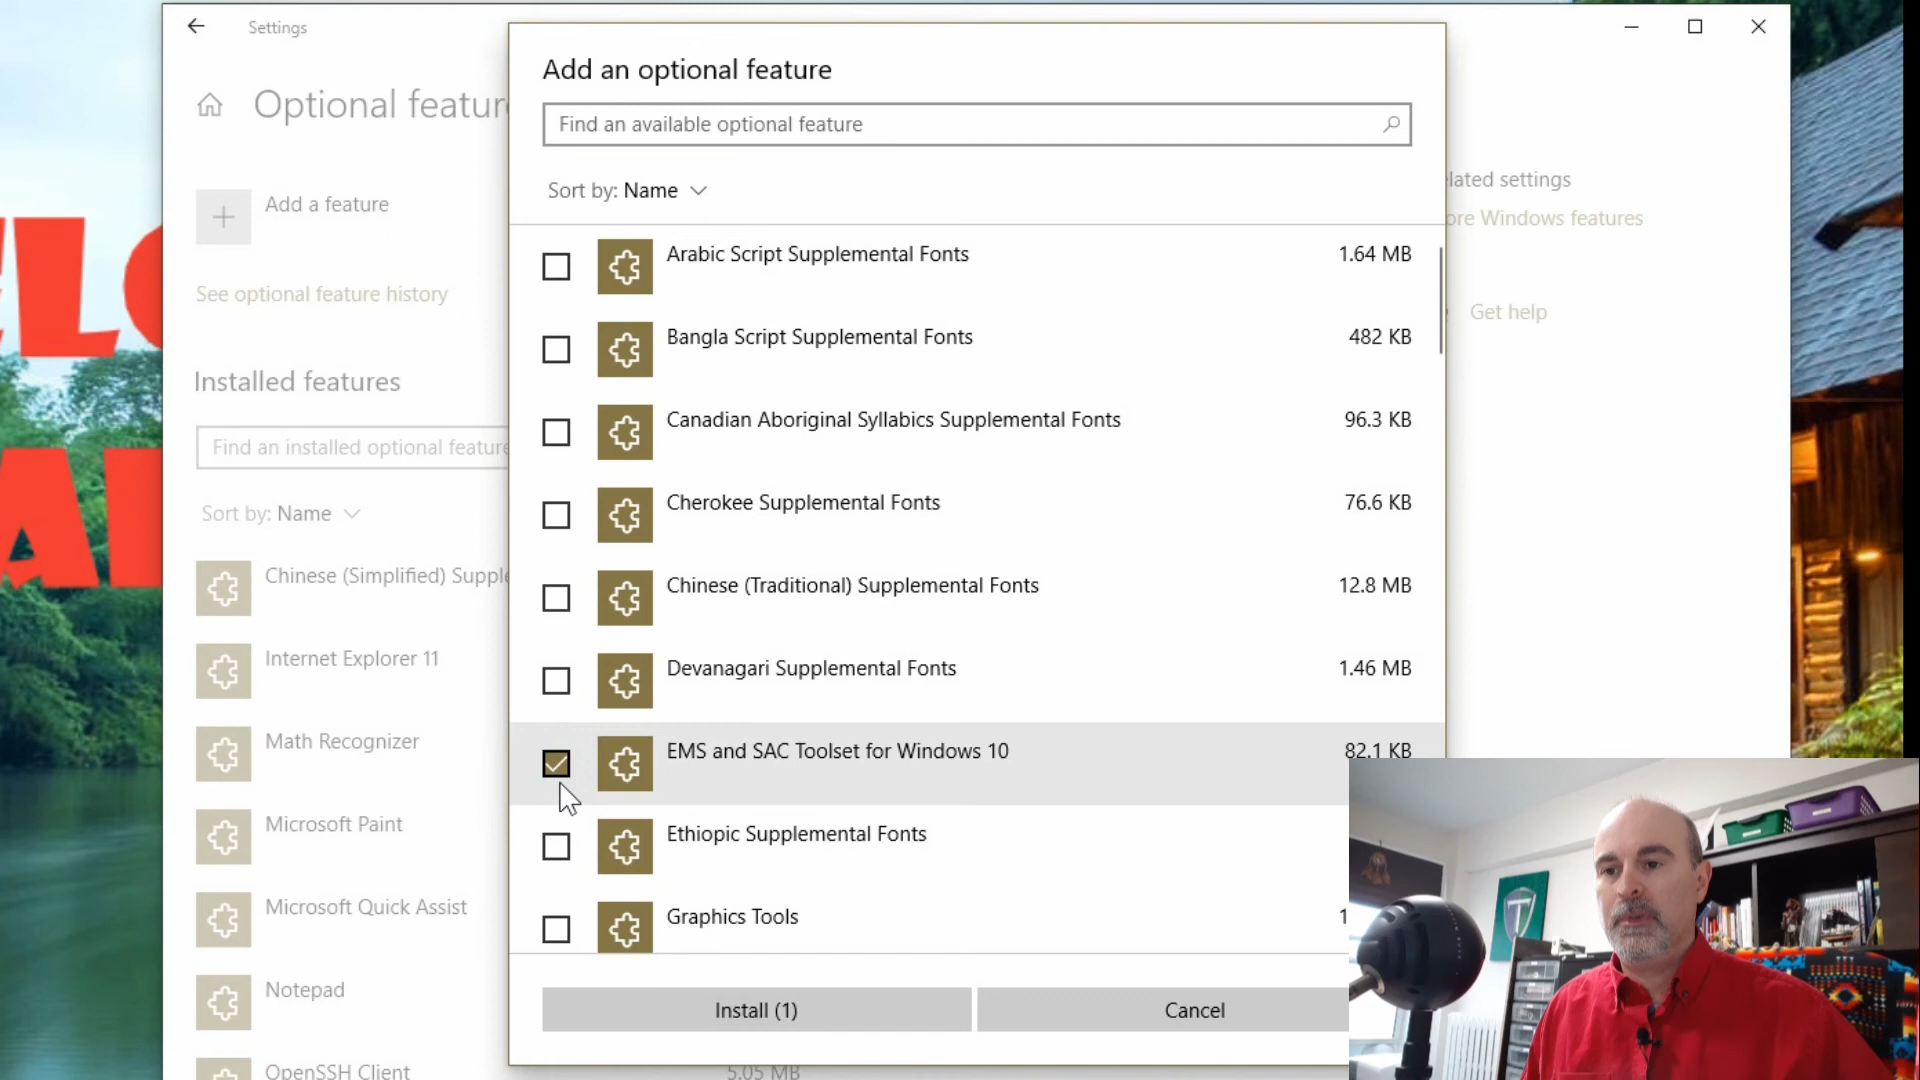 Settings
Add an optional feature
Optional feature
Find an available optional feature
Sort by: Name
Related settings
More Windows features
Add a feature
See optional feature history
Arabic Script Supplemental Fonts 1.64 MB
Bangla Script Supplemental Fonts 482 KB
Get help
Installed features
Canadian Aboriginal Syllabics Supplemental Fonts 96.3 KB
Find an installed optional feature
Cherokee Supplemental Fonts 76.6 KB
Sort by: Name
Chinese (Simplified) Supple
Chinese (Traditional) Supplemental Fonts 12.8 MB
Internet Explorer 11
Devanagari Supplemental Fonts 1.46 MB
Math Recognizer
EMS and SAC Toolset for Windows 10 82.1 KB
Microsoft Paint
Ethiopic Supplemental Fonts
Microsoft Quick Assist
Graphics Tools 1
Notepad
Install (1) Cancel
OpenSSH Client 5.05 MB